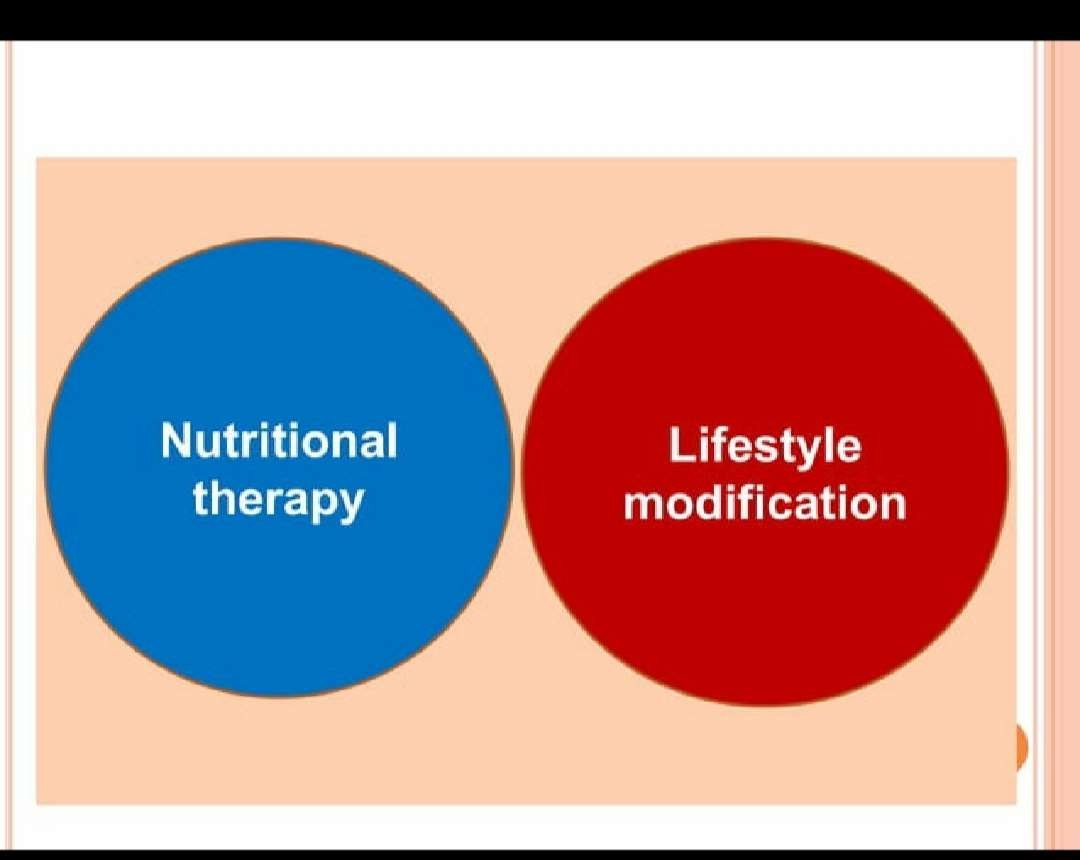 Nutritional
therapy
Lifestyle
modification